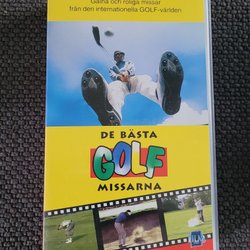 Galna och roliga missar
från den internationella GOLF-världen
DE BÄSTA
GOLF
MISSARNA